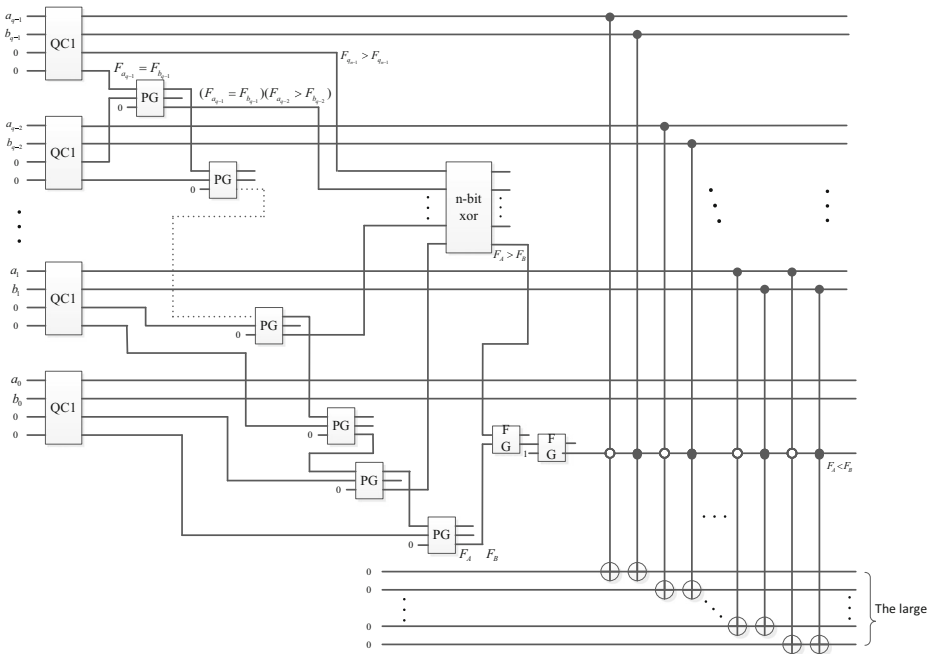 a_{q-1}
b_{q-1}
0
0
QC1
F_{a_{q-1}} = F_{b_{q-1}}
PG
0
(F_{a_{q-1}} = F_{b_{q-1}})(F_{a_{q-2}} > F_{b_{q-2}})
F_{q_{n-1}} > F_{q_{n-1}}
a_{q-2}
b_{q-2}
0
0
QC1
PG
0
n-bit
xor
F_A > F_B
a_1
b_1
0
0
QC1
PG
0
a_0
b_0
0
0
QC1
PG
0
F
G
1
F
G
F_A < F_B
PG
0
PG
0
F_A F_B
0
0
0
0
The large